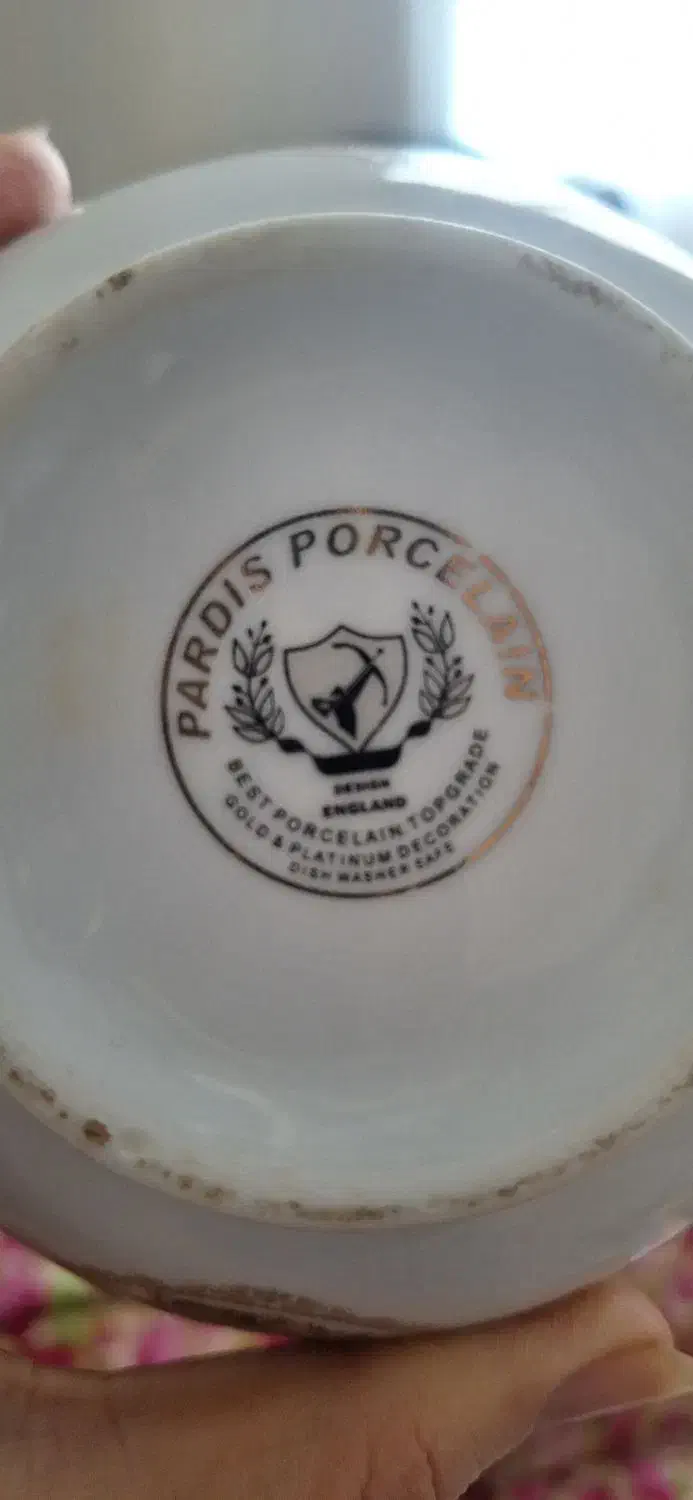 PARDIS PORCELAIN
DESIGN
ENGLAND
BEST PORCELAIN TOPGRADE
GOLD & PLATINUM DECORATION
DISH WASHER SAFE